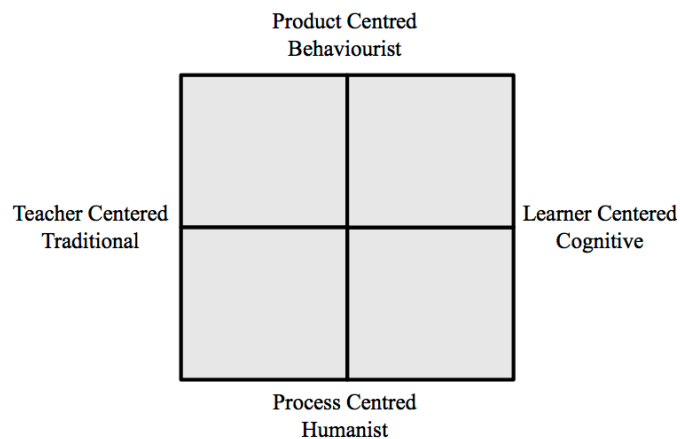 Product Centred
Behaviourist
Teacher Centered
Traditional
Learner Centered
Cognitive
Process Centred
Humanist